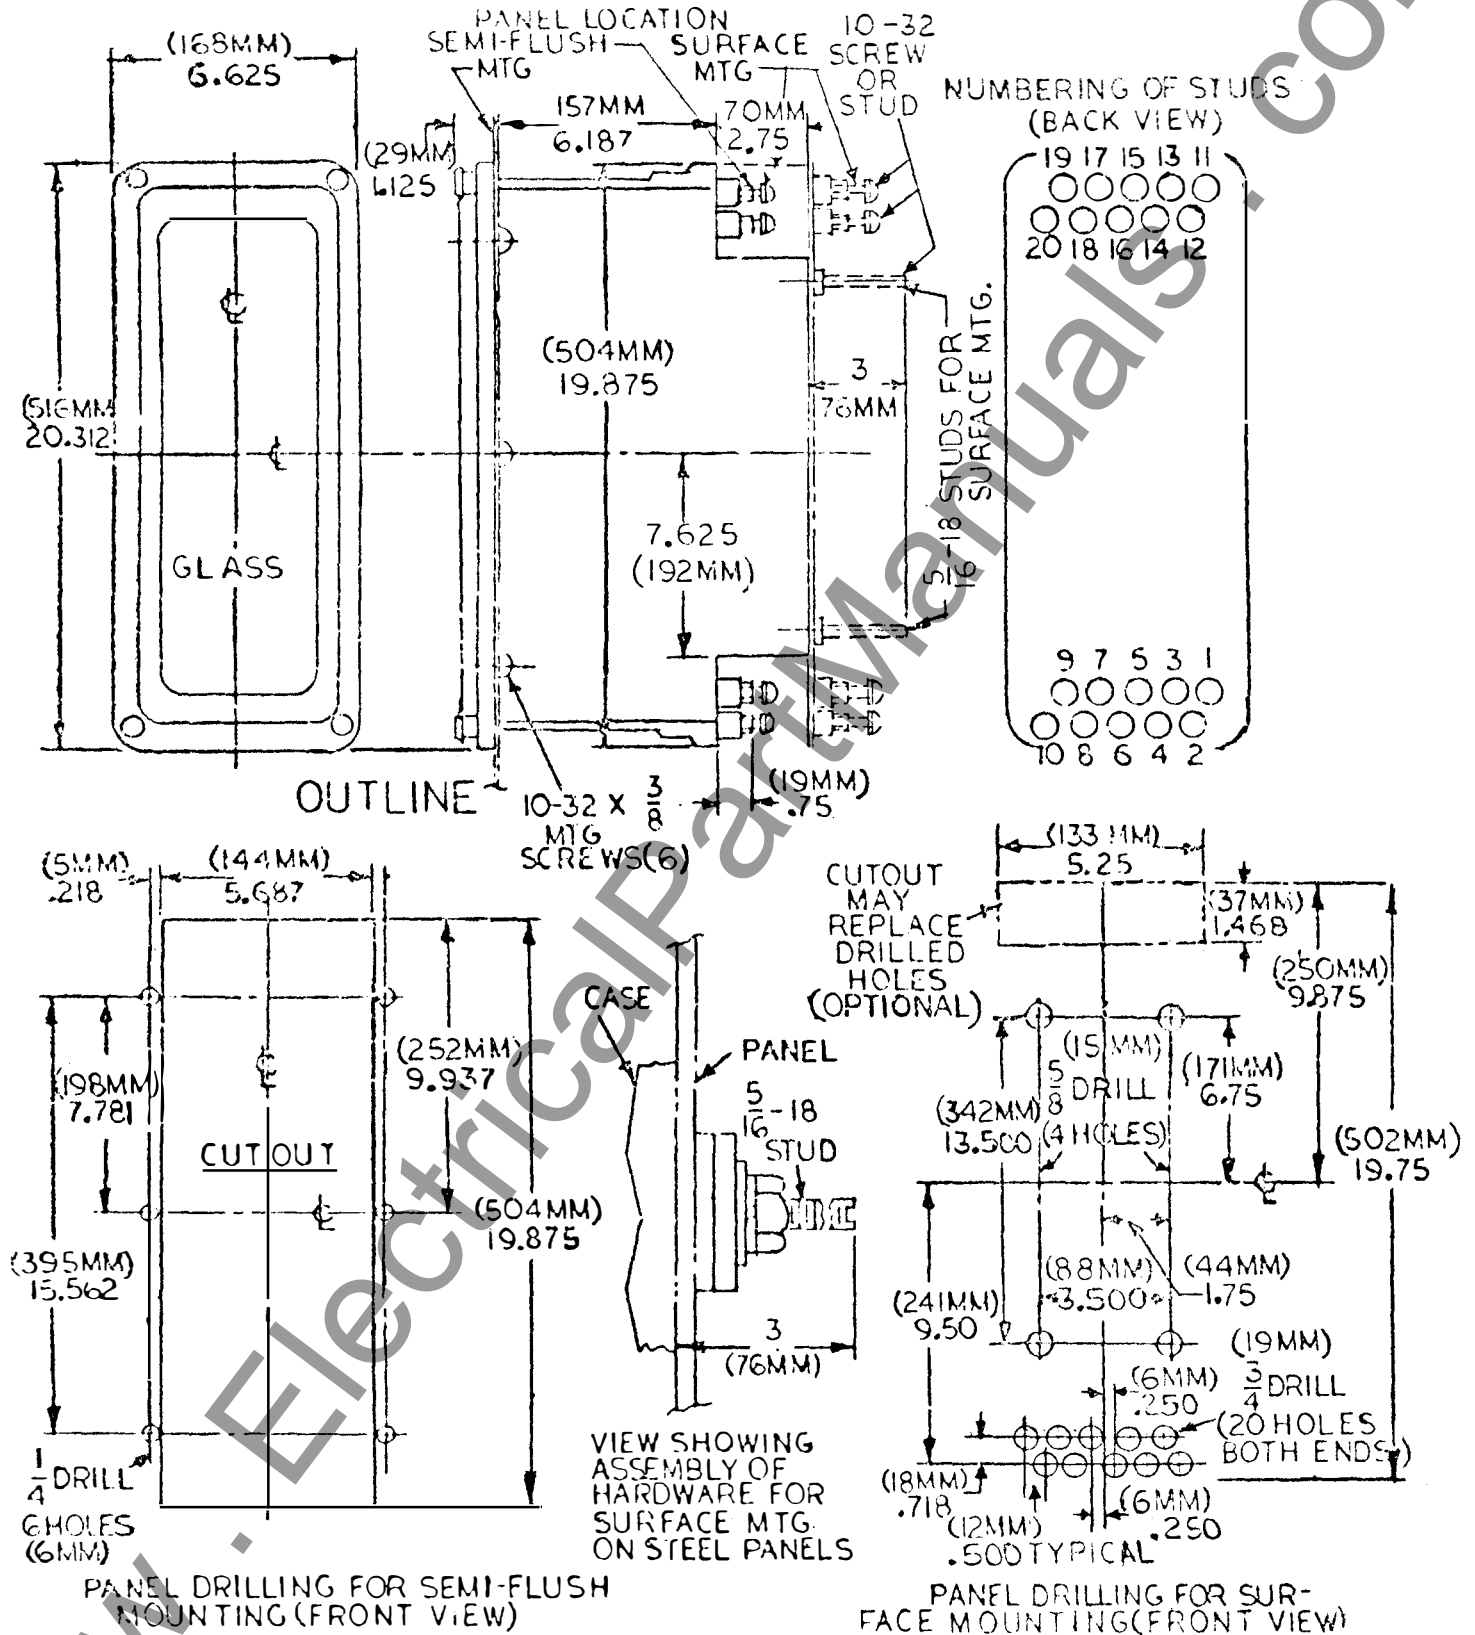 PANEL LOCATION
SEMI-FLUSH
MTG
SURFACE
MTG
10-32
SCREW
OR
STUD
(168MM)
6.625
157MM
6.187
70MM
2.75
(29MM)
1.125
NUMBERING OF STUDS
(BACK VIEW)
19 17 15 13 11
20 18 16 14 12
(504MM)
19.875
3
76MM
5/16-18 STUDS FOR
SURFACE MTG.
(516MM
20.312
7.625
(192MM)
GLASS
9 7 5 3 1
10 8 6 4 2
OUTLINE
10-32 X 3/8
MTG
SCREWS(6)
(19MM)
.75
(5MM)
.218
(144MM)
5.687
(198MM)
7.781
(252MM)
9.937
CUTOUT
(504MM)
19.875
(395MM)
15.562
1/4 DRILL
6 HOLES
(6MM)
PANEL DRILLING FOR SEMI-FLUSH
MOUNTING (FRONT VIEW)
CASE
PANEL
5/16-18
STUD
3
(76MM)
VIEW SHOWING
ASSEMBLY OF
HARDWARE FOR
SURFACE MTG.
ON STEEL PANELS
(133 MM)
5.25
CUTOUT
MAY
REPLACE
DRILLED
HOLES
(OPTIONAL)
(37MM)
1.468
(250MM)
9.875
(15 MM)
5/8 DRILL
(4 HOLES)
(171MM)
6.75
(342MM)
13.500
(502MM)
19.75
(88MM)
3.500
(44MM)
1.75
(241MM)
9.50
(19MM)
3/4 DRILL
(20 HOLES
BOTH ENDS)
(6MM)
.250
(18MM)
.718
(6MM)
.250
(12MM)
.500 TYPICAL
PANEL DRILLING FOR SUR-
FACE MOUNTING (FRONT VIEW)
w . ElectricalPartManuals . co